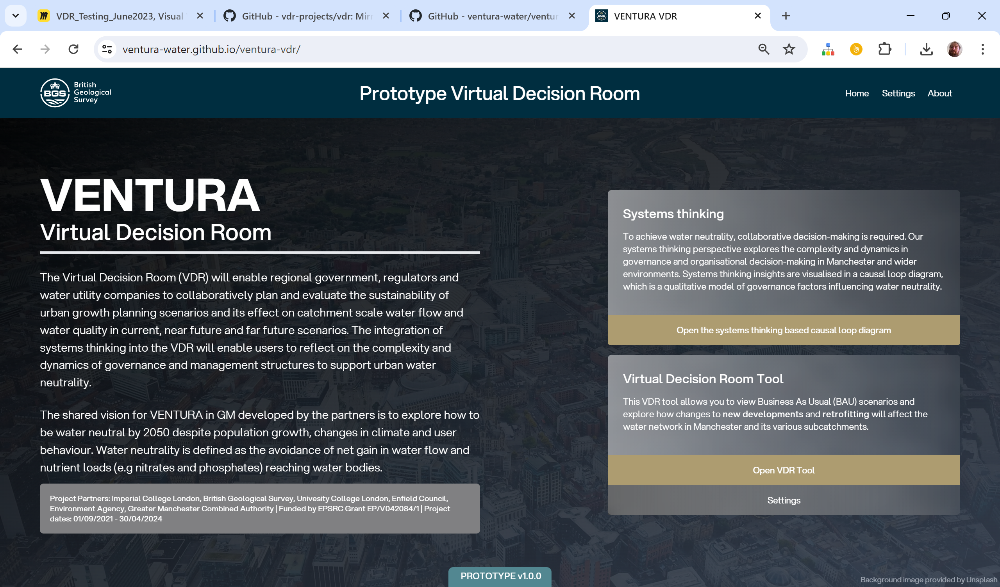 VDR_Testing_June2023, Visual
GitHub - vdr-projects/vdr: Mirr
GitHub - ventura-water/ventur
VENTURA VDR
ventura-water.github.io/ventura-vdr/
BGS
British
Geological
Survey
Prototype Virtual Decision Room
Home
Settings
About
VENTURA
Virtual Decision Room
The Virtual Decision Room (VDR) will enable regional government, regulators and
water utility companies to collaboratively plan and evaluate the sustainability of
urban growth planning scenarios and its effect on catchment scale water flow and
water quality in current, near future and far future scenarios. The integration of
systems thinking into the VDR will enable users to reflect on the complexity and
dynamics of governance and management structures to support urban water
neutrality.
The shared vision for VENTURA in GM developed by the partners is to explore how to
be water neutral by 2050 despite population growth, changes in climate and user
behaviour. Water neutrality is defined as the avoidance of net gain in water flow and
nutrient loads (e.g nitrates and phosphates) reaching water bodies.
Project Partners: Imperial College London, British Geological Survey, Univesity College London, Enfield Council,
Environment Agency, Greater Manchester Combined Authority | Funded by EPSRC Grant EP/V042084/1 | Project
dates: 01/09/2021 - 30/04/2024
Systems thinking
To achieve water neutrality, collaborative decision-making is required. Our
systems thinking perspective explores the complexity and dynamics in
governance and organisational decision-making in Manchester and wider
environments. Systems thinking insights are visualised in a causal loop diagram,
which is a qualitative model of governance factors influencing water neutrality.
Open the systems thinking based causal loop diagram
Virtual Decision Room Tool
This VDR tool allows you to view Business As Usual (BAU) scenarios and
explore how changes to new developments and retrofitting will affect the
water network in Manchester and its various subcatchments.
Open VDR Tool
Settings
PROTOTYPE v1.0.0
Background image provided by Unsplash